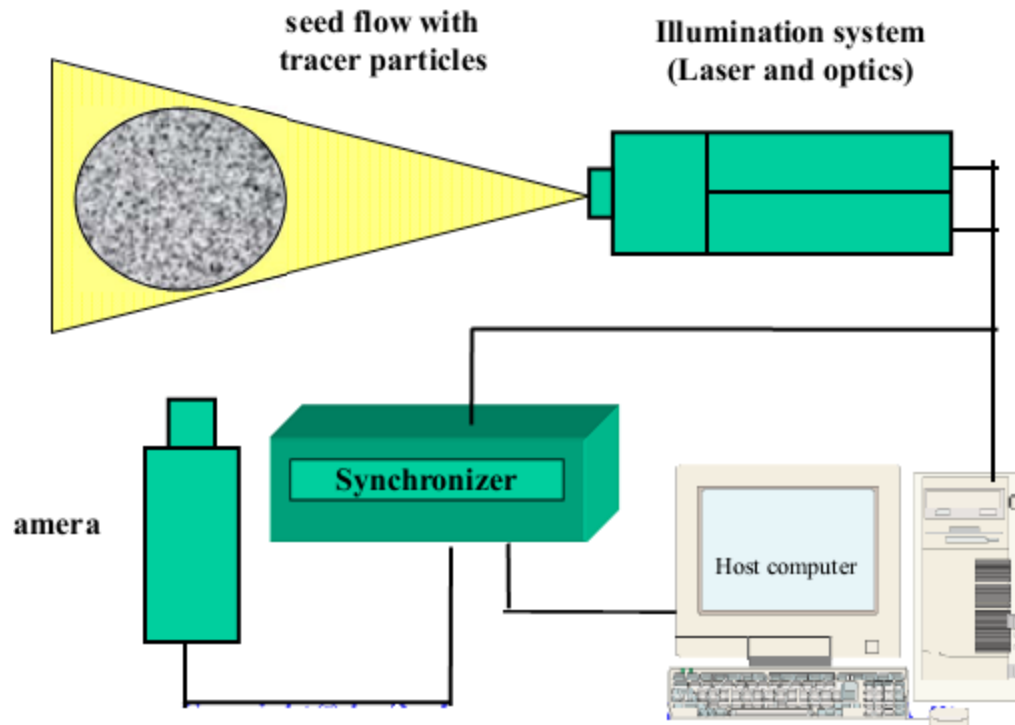 seed flow with
tracer particles
Illumination system
(Laser and optics)
Synchronizer
amera
Host computer